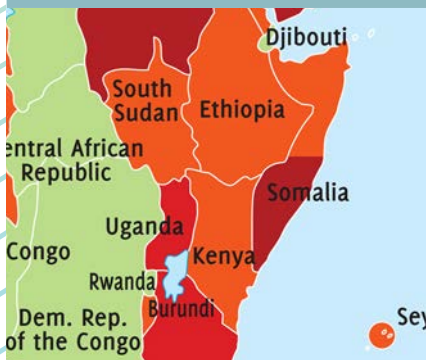 Djibouti
South
Sudan
Ethiopia
entral African
Republic
Somalia
Uganda
Congo
Kenya
Rwanda
Burundi
Dem. Rep.
of the Congo
Sey